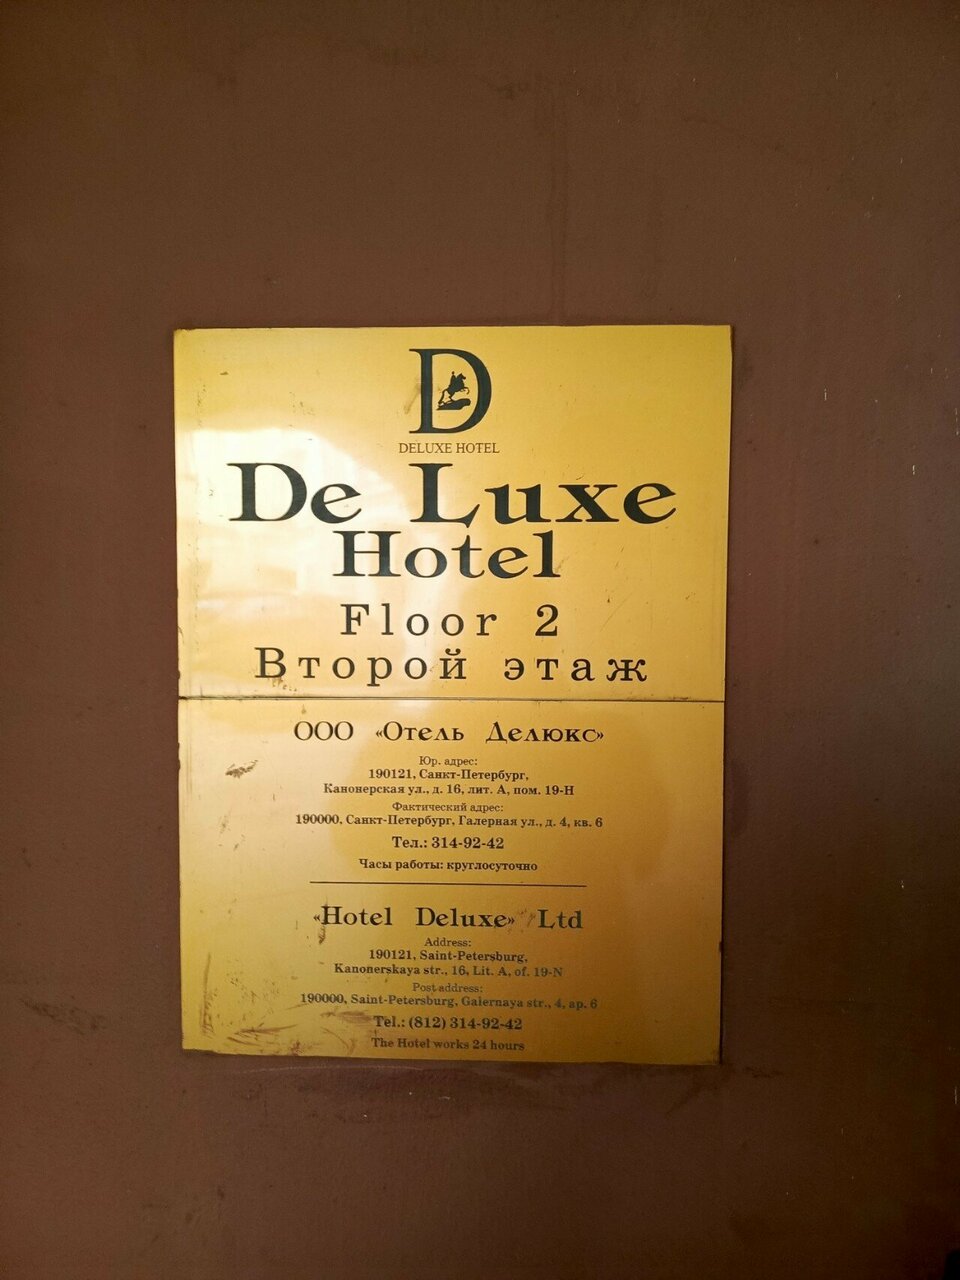 D
DELUXE HOTEL
De Luxe
Hotel
Floor 2
Второй этаж
ООО «Отель Делюкс»
Юр. адрес:
190121, Санкт-Петербург,
Канонерская ул., д. 16, лит. А, пом. 19-Н
Фактический адрес:
190000, Санкт-Петербург, Галерная ул., д. 4, кв. 6
Тел.: 314-92-42
Часы работы: круглосуточно
«Hotel Deluxe» Ltd
Address:
190121, Saint-Petersburg,
Kanonerskaya str., 16, Lit. A, of. 19-N
Post address:
190000, Saint-Petersburg, Galernaya str., 4, ap. 6
Tel.: (812) 314-92-42
The Hotel works 24 hours